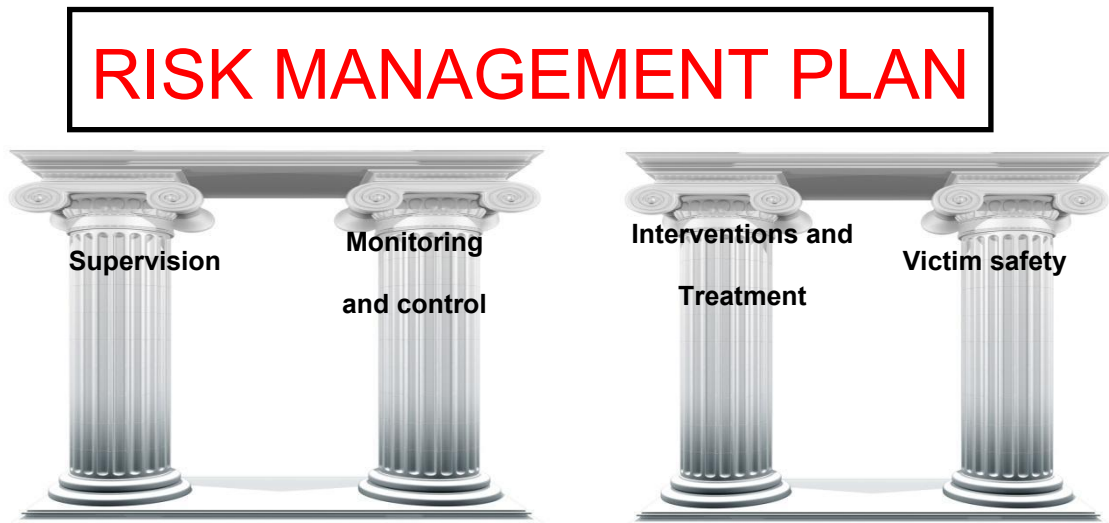 RISK MANAGEMENT PLAN
Supervision
Monitoring
and control
Interventions and
Treatment
Victim safety